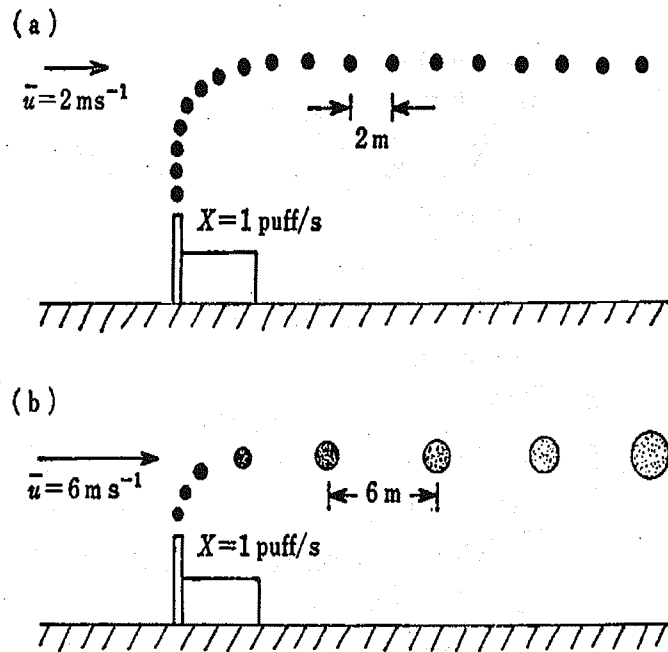 (a)
ū=2 ms⁻¹
2 m
X=1 puff/s
(b)
ū=6 m s⁻¹
6 m
X=1 puff/s